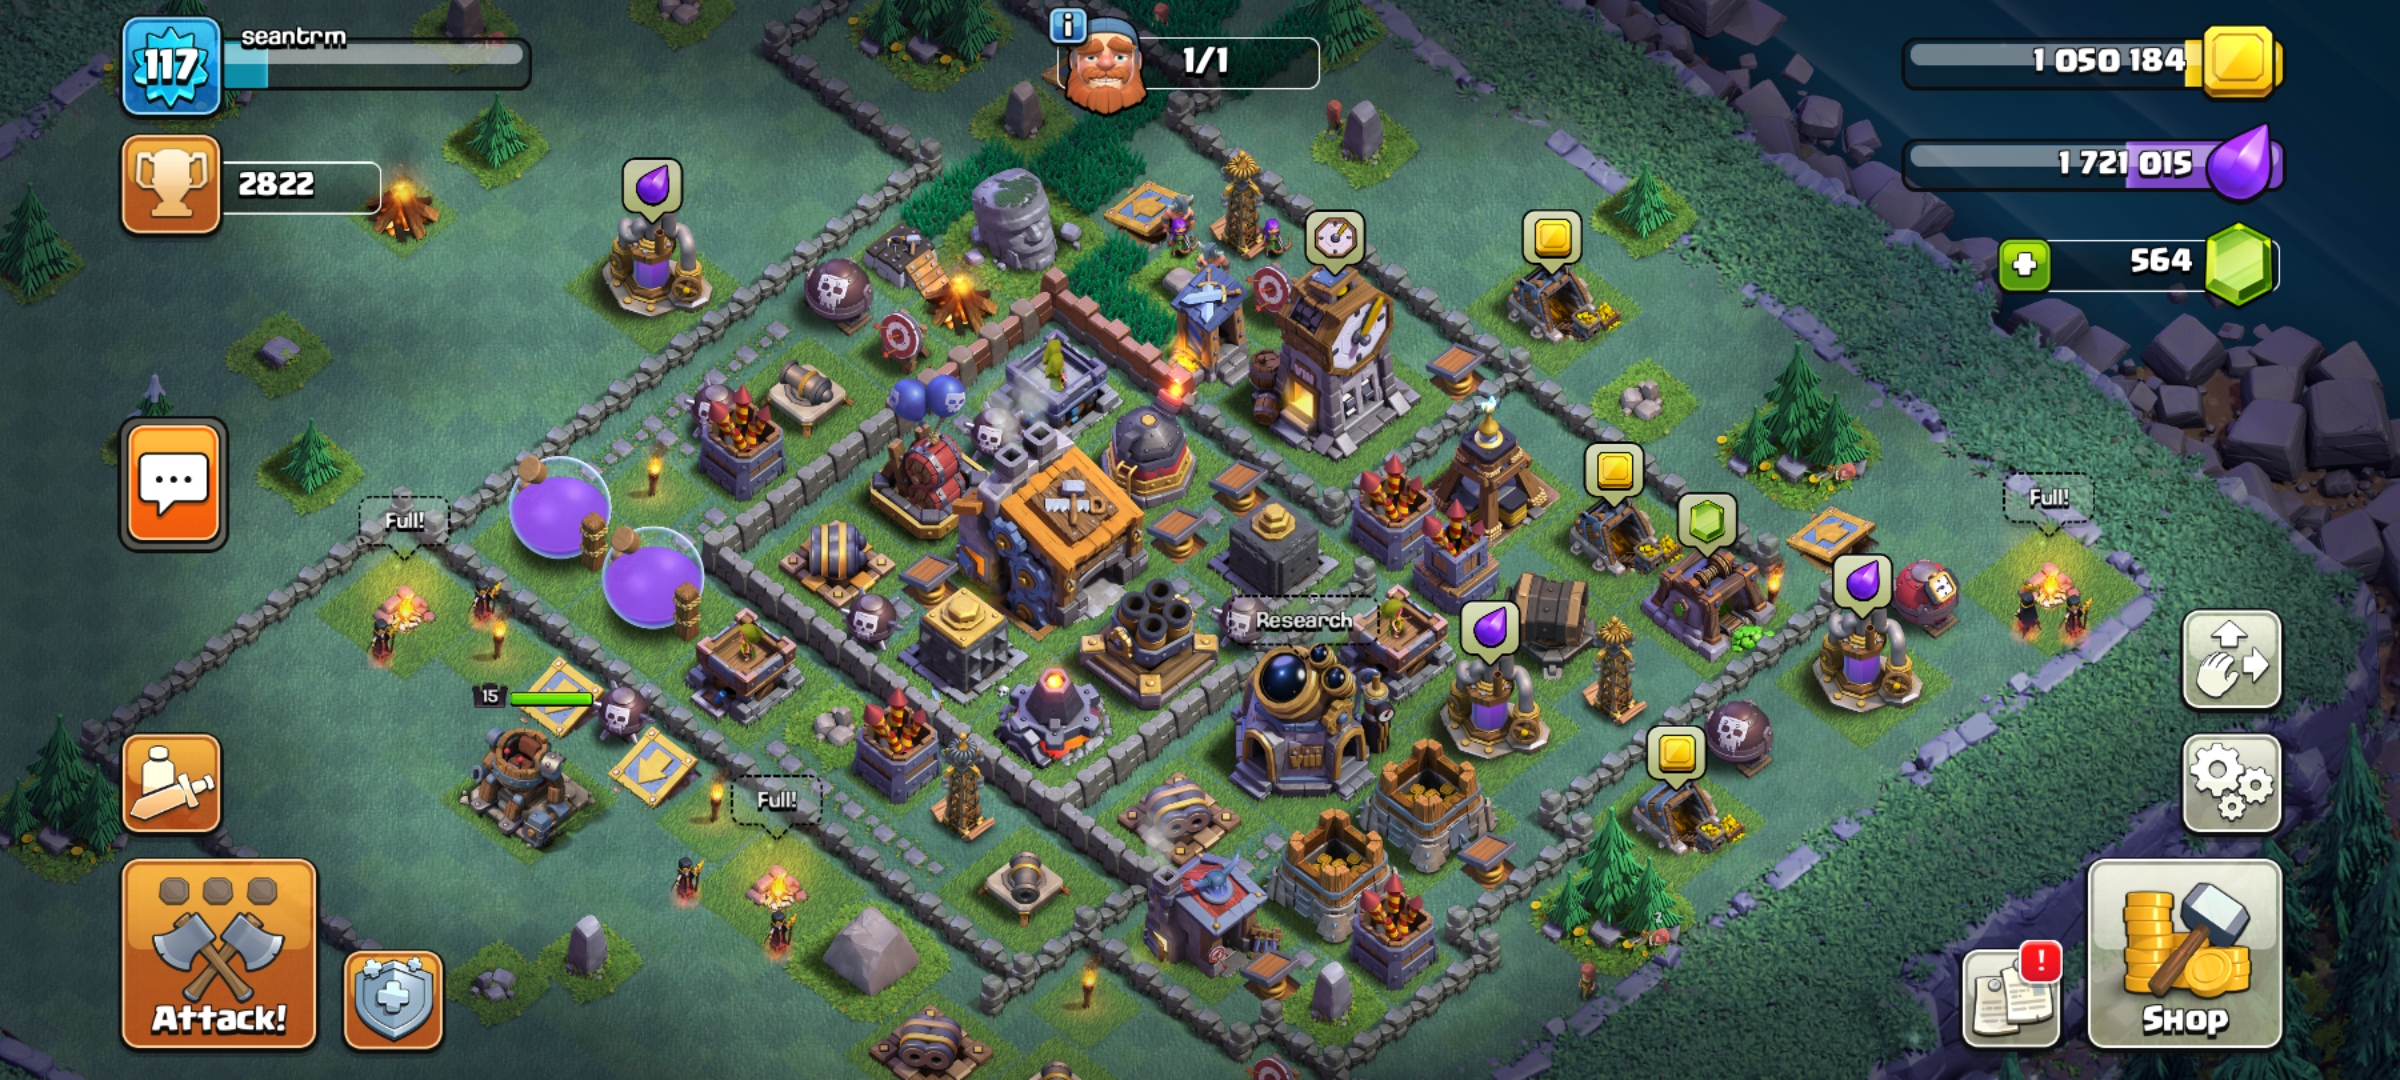 117
seantrm
i
1/1
1 050 184
2822
1 721 015
564
Full!
Full!
Research
15
Full!
VIII
Attack!
!
Shop